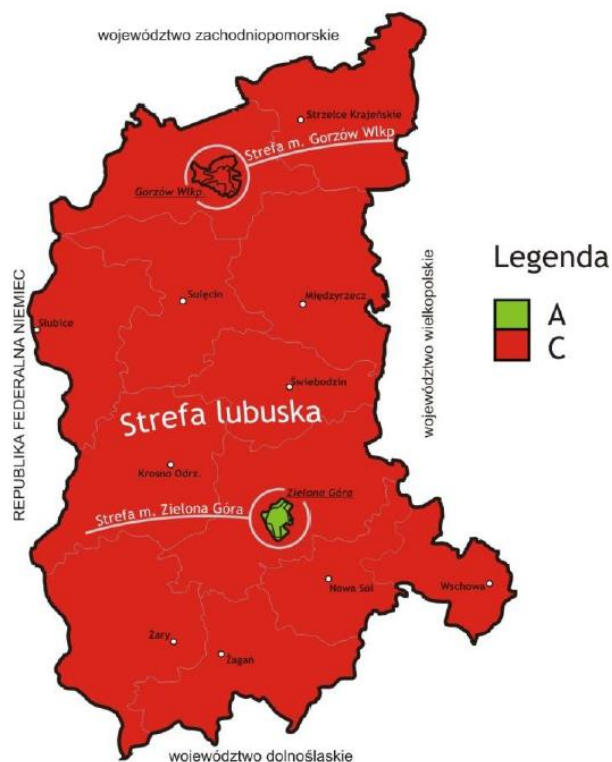 województwo zachodniopomorskie
Strzelce Krajeńskie
Strefa m. Gorzów Wlkp
Gorzów Wlkp.
REPUBLIKA FEDERALNA NIEMIEC
województwo wielkopolskie
Legenda
A
C
Sulęcin
Międzyrzecz
Słubice
Świebodzin
Strefa lubuska
Krosno Odrz.
Zielona Góra
Strefa m. Zielona Góra
Nowa Sól
Wschowa
Żary
Żagań
województwo dolnośląskie